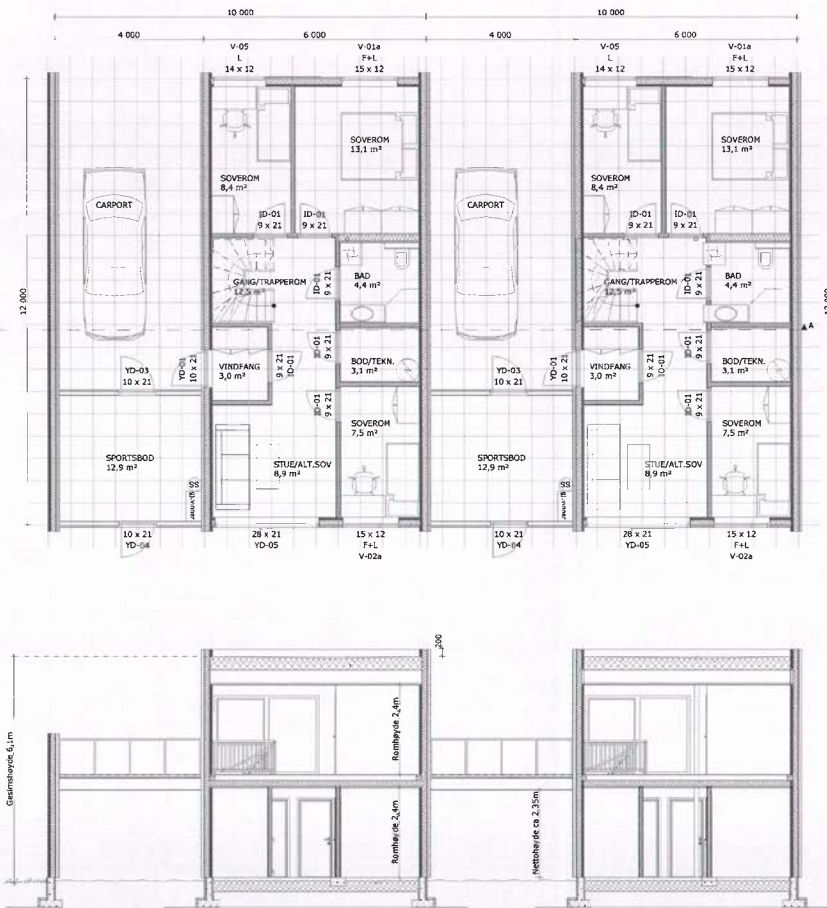 10 000
10 000
4 000
6 000
4 000
6 000
V-05
L
14 x 12
V-01a
F+L
15 x 12
V-05
L
14 x 12
V-01a
F+L
15 x 12
SOVEROM
13,1 m²
SOVEROM
8,4 m²
CARPORT
ID-01
9 x 21
ID-01
9 x 21
SOVEROM
13,1 m²
SOVEROM
8,4 m²
CARPORT
ID-01
9 x 21
ID-01
9 x 21
12 000
12 000
GANG/TRAPPEROM
12,5 m²
ID-01
9 x 21
BAD
4,4 m²
GANG/TRAPPEROM
12,5 m²
ID-01
9 x 21
BAD
4,4 m²
A
YD-03
10 x 21
YD-01
10 x 21
VINDFANG
3,0 m²
9 x 21
ID-01
ID-01
9 x 21
BOD/TEKN.
3,1 m²
YD-03
10 x 21
YD-01
10 x 21
VINDFANG
3,0 m²
9 x 21
ID-01
ID-01
9 x 21
BOD/TEKN.
3,1 m²
ID-01
9 x 21
SOVEROM
7,5 m²
ID-01
9 x 21
SOVEROM
7,5 m²
SPORTSBOD
12,9 m²
STUE/ALT.SOV
8,9 m²
SPORTSBOD
12,9 m²
STUE/ALT.SOV
8,9 m²
SS
SS
10 x 21
YD-04
28 x 21
YD-05
15 x 12
F+L
V-02a
10 x 21
YD-04
28 x 21
YD-05
15 x 12
F+L
V-02a
200
Gesimshøyde 6,1m
Romhøyde 2,4m
Romhøyde 2,4m
Nettohøyde ca 2,35m